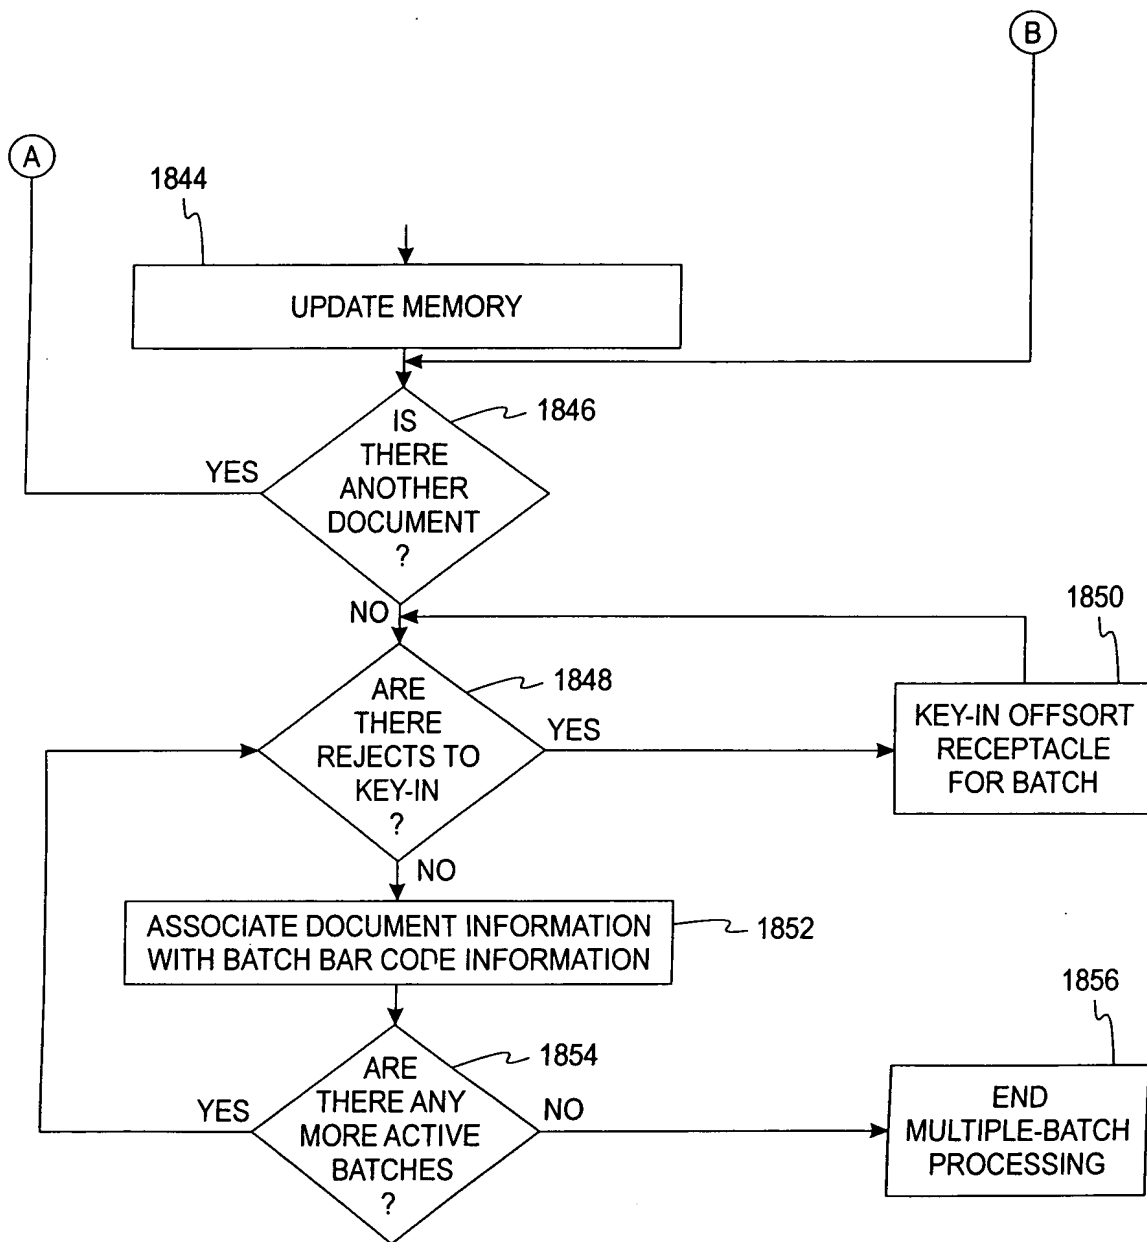 B
A
1844
UPDATE MEMORY
1846
IS
THERE
ANOTHER
DOCUMENT
?
YES
NO
1850
1848
ARE
THERE
REJECTS TO
KEY-IN
?
YES
KEY-IN OFFSORT
RECEPTACLE
FOR BATCH
NO
ASSOCIATE DOCUMENT INFORMATION
WITH BATCH BAR CODE INFORMATION
1852
1856
1854
ARE
THERE ANY
MORE ACTIVE
BATCHES
?
YES
NO
END
MULTIPLE-BATCH
PROCESSING